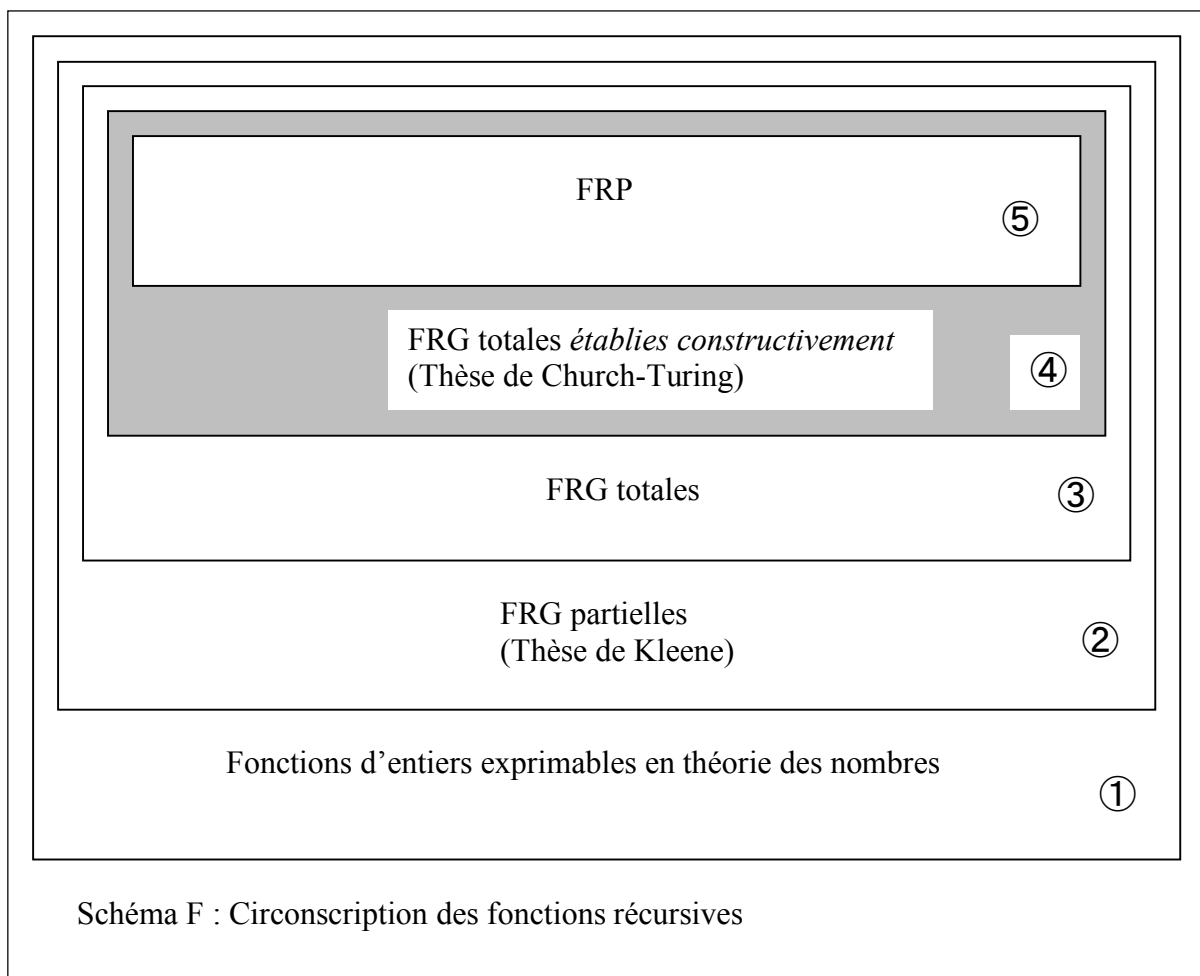 FRP
⑤
FRG totales établies constructivement
(Thèse de Church-Turing)
④
FRG totales
③
FRG partielles
(Thèse de Kleene)
②
Fonctions d’entiers exprimables en théorie des nombres
①
Schéma F : Circonscription des fonctions récursives